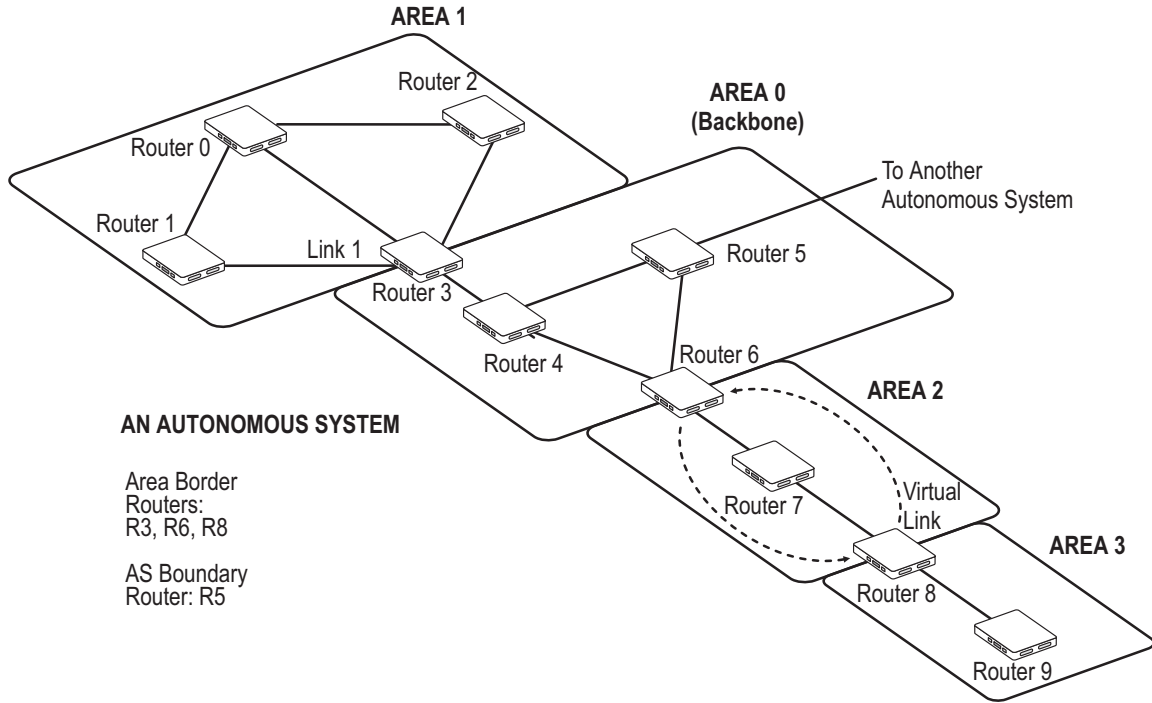 AREA 1
Router 2
AREA 0
(Backbone)
Router 0
To Another
Autonomous System
Router 1
Link 1
Router 5
Router 3
Router 4
Router 6
AREA 2
AN AUTONOMOUS SYSTEM
Area Border
Routers:
R3, R6, R8
AS Boundary
Router: R5
Router 7
Virtual
Link
AREA 3
Router 8
Router 9